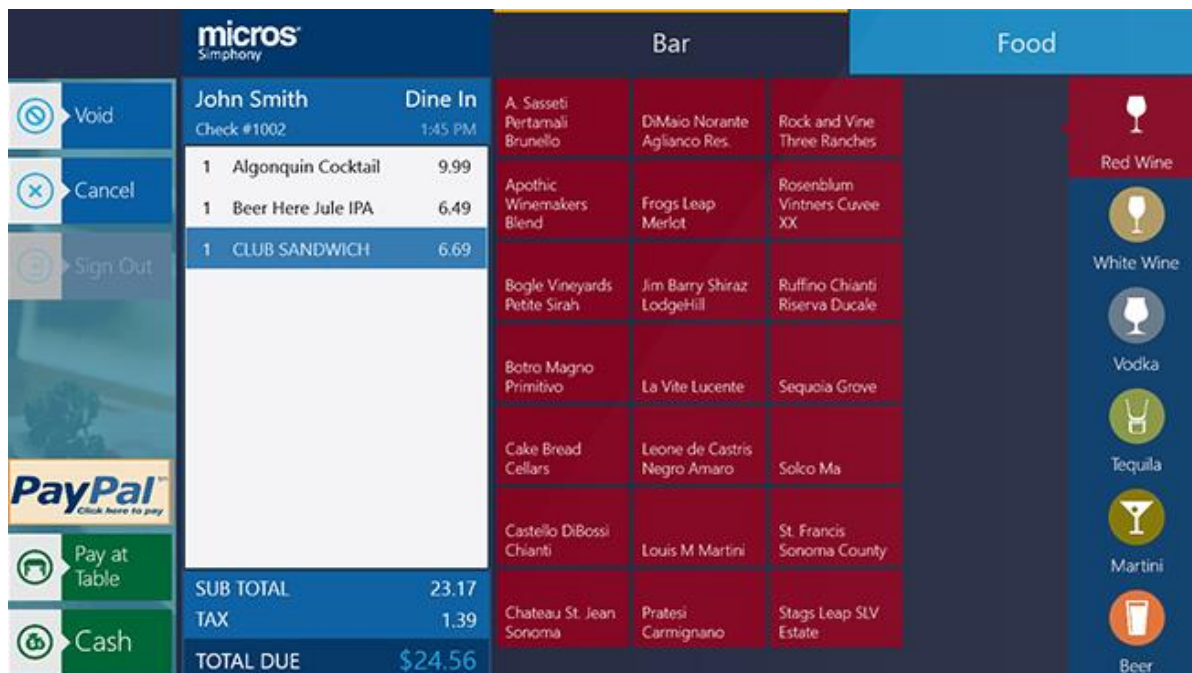 micros
Simphony
Bar
Food
Void
Cancel
Sign Out
PayPal™
Click here to pay
Pay at
Table
Cash
John Smith Dine In
Check #1002 1:45 PM
1 Algonquin Cocktail 9.99
1 Beer Here Jule IPA 6.49
1 CLUB SANDWICH 6.69
SUB TOTAL 23.17
TAX 1.39
TOTAL DUE $24.56
A. Sasseti
Pertamali
Brunello
DiMaio Norante
Aglianco Res.
Rock and Vine
Three Ranches
Apothic
Winemakers
Blend
Frogs Leap
Merlot
Rosenblum
Vintners Cuvee
XX
Bogle Vineyards
Petite Sirah
Jim Barry Shiraz
LodgeHill
Ruffino Chianti
Riserva Ducale
Botro Magno
Primitivo
La Vite Lucente
Sequoia Grove
Cake Bread
Cellars
Leone de Castris
Negro Amaro
Solco Ma
Castello DiBossi
Chianti
Louis M Martini
St. Francis
Sonoma County
Chateau St. Jean
Sonoma
Pratesi
Carmignano
Stags Leap SLV
Estate
Red Wine
White Wine
Vodka
Tequila
Martini
Beer